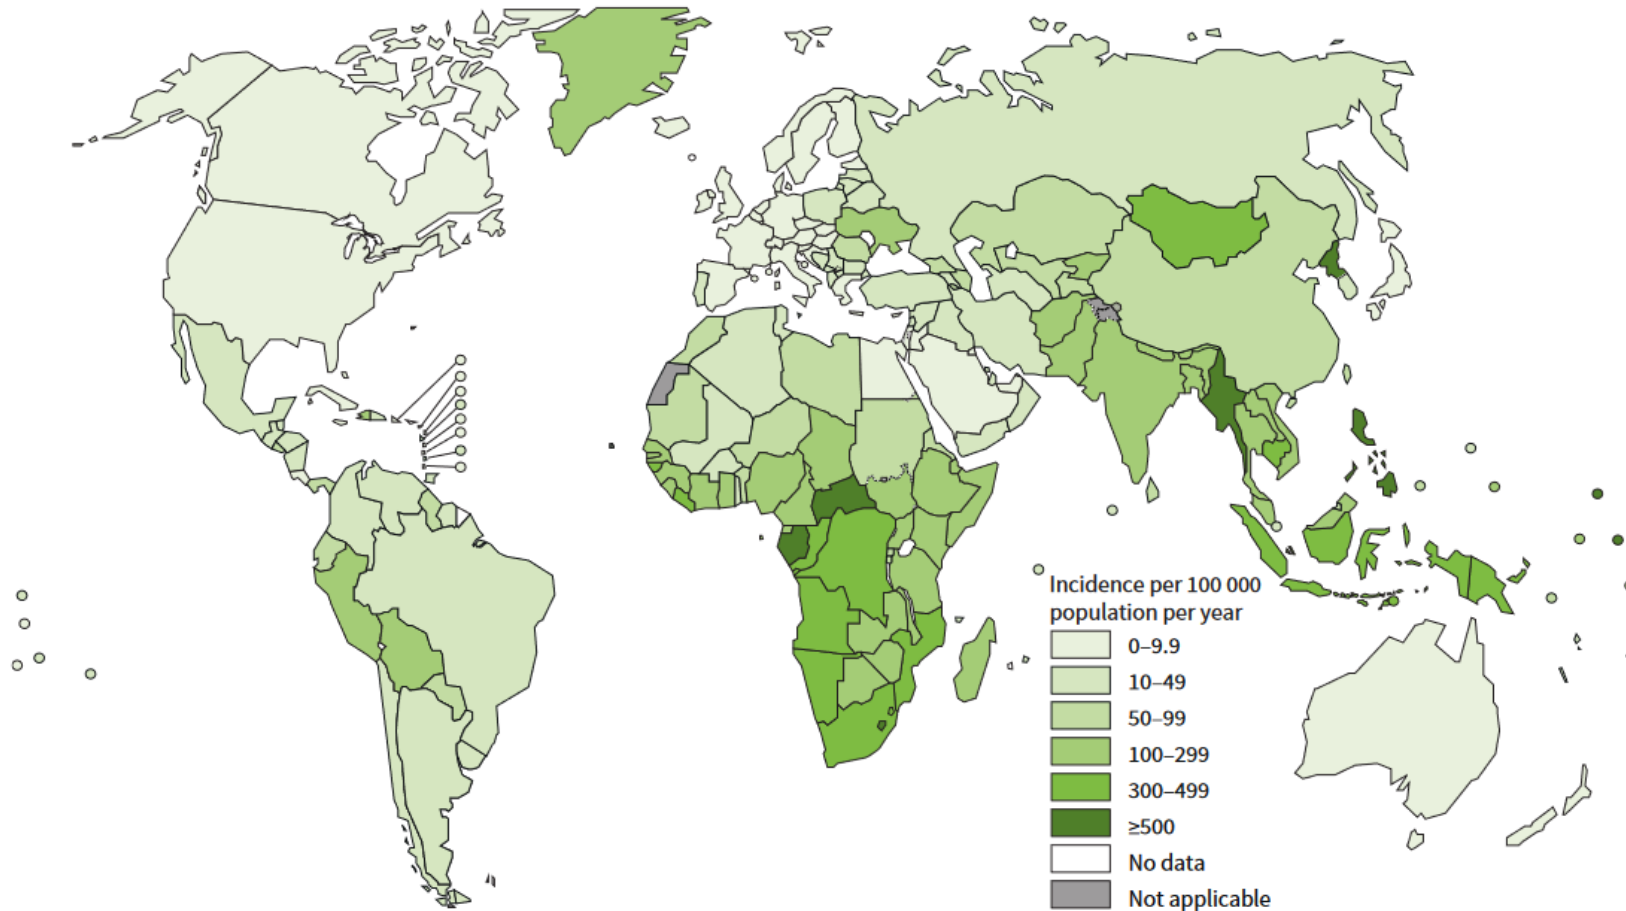 Incidence per 100 000
population per year
0–9.9
10–49
50–99
100–299
300–499
≥500
No data
Not applicable